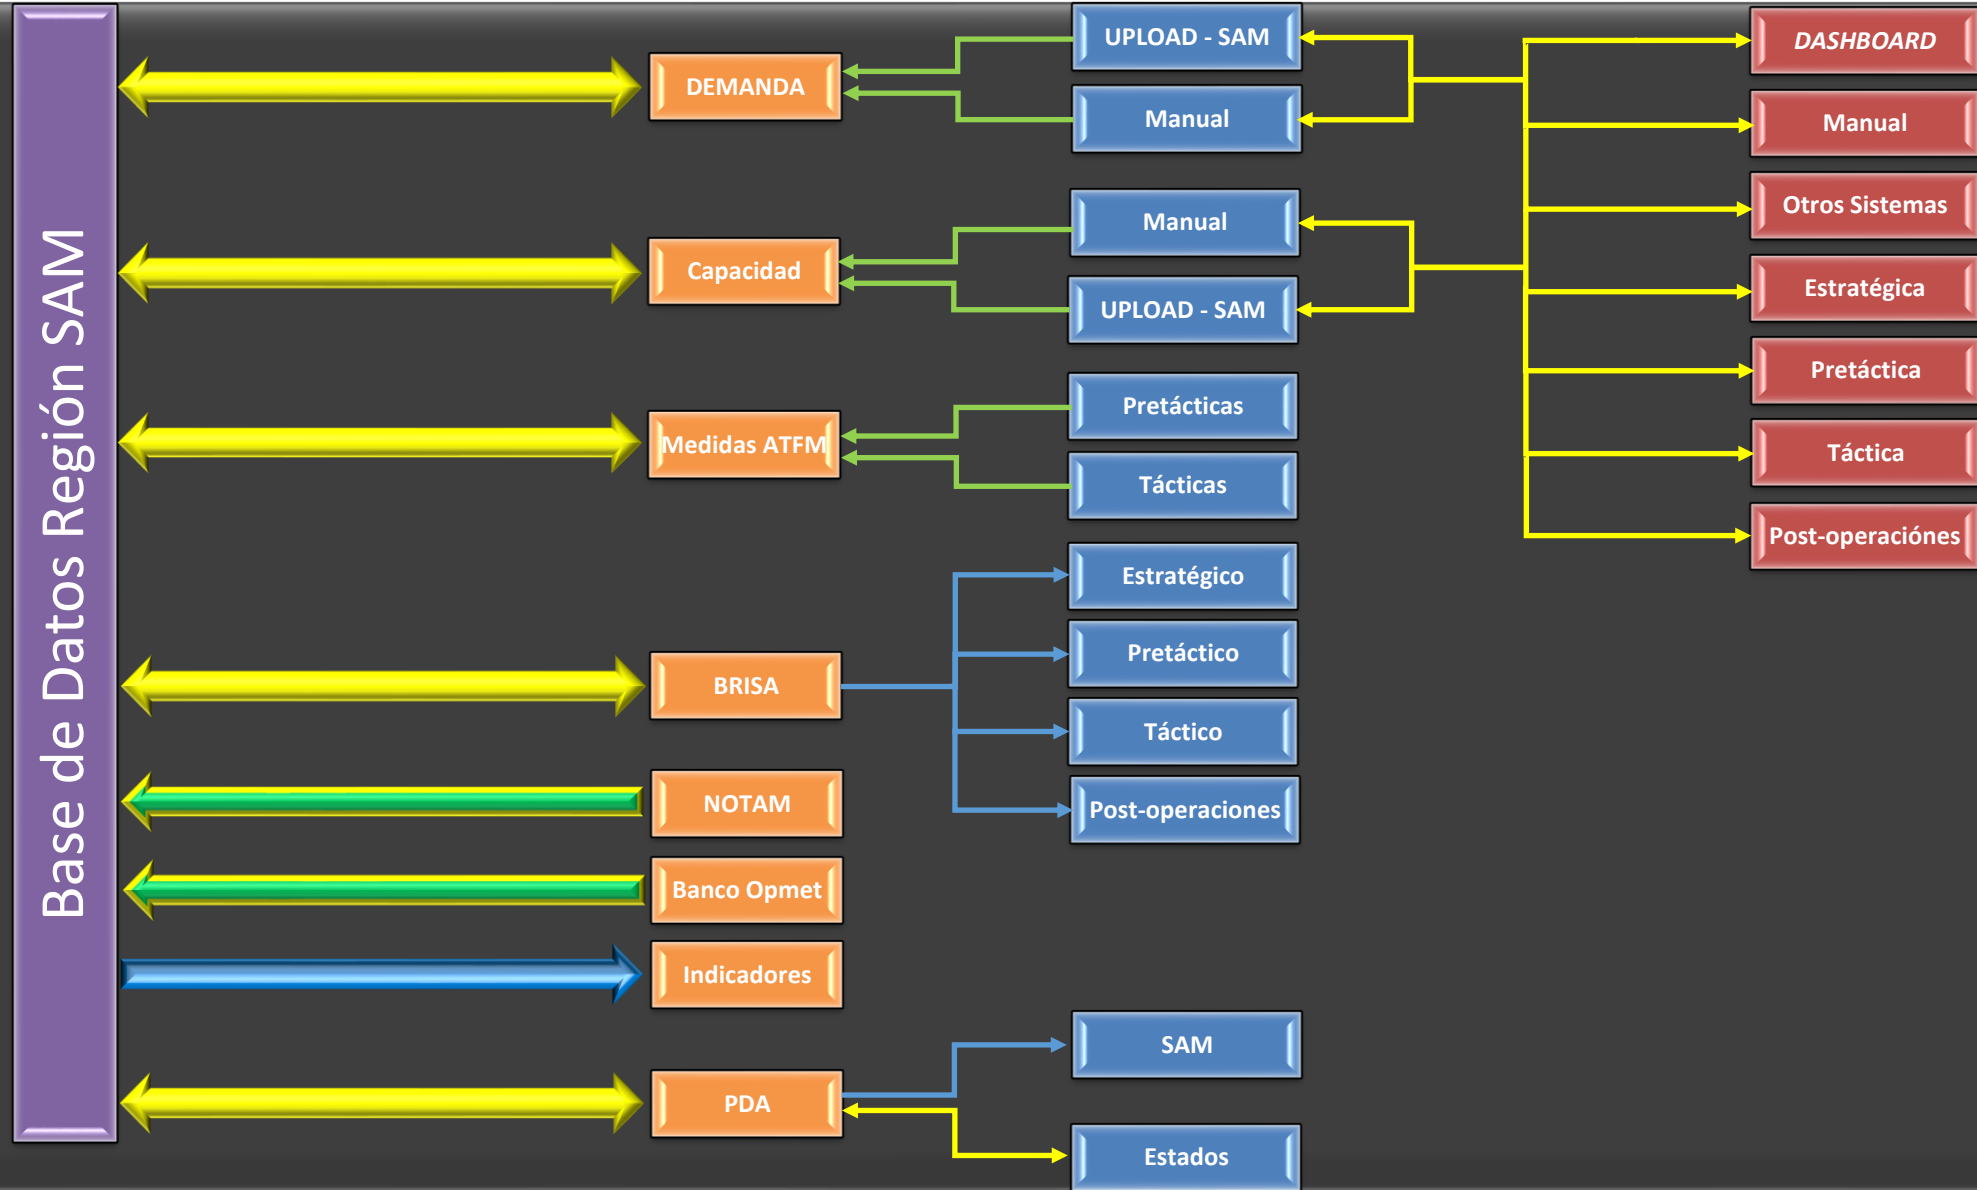 Base de Datos Región SAM
DEMANDA
Capacidad
Medidas ATFM
BRISA
NOTAM
Banco Opmet
Indicadores
PDA
UPLOAD - SAM
Manual
Manual
UPLOAD - SAM
Pretácticas
Tácticas
Estratégico
Pretáctico
Táctico
Post-operaciones
SAM
Estados
DASHBOARD
Manual
Otros Sistemas
Estratégica
Pretáctica
Táctica
Post-operaciónes